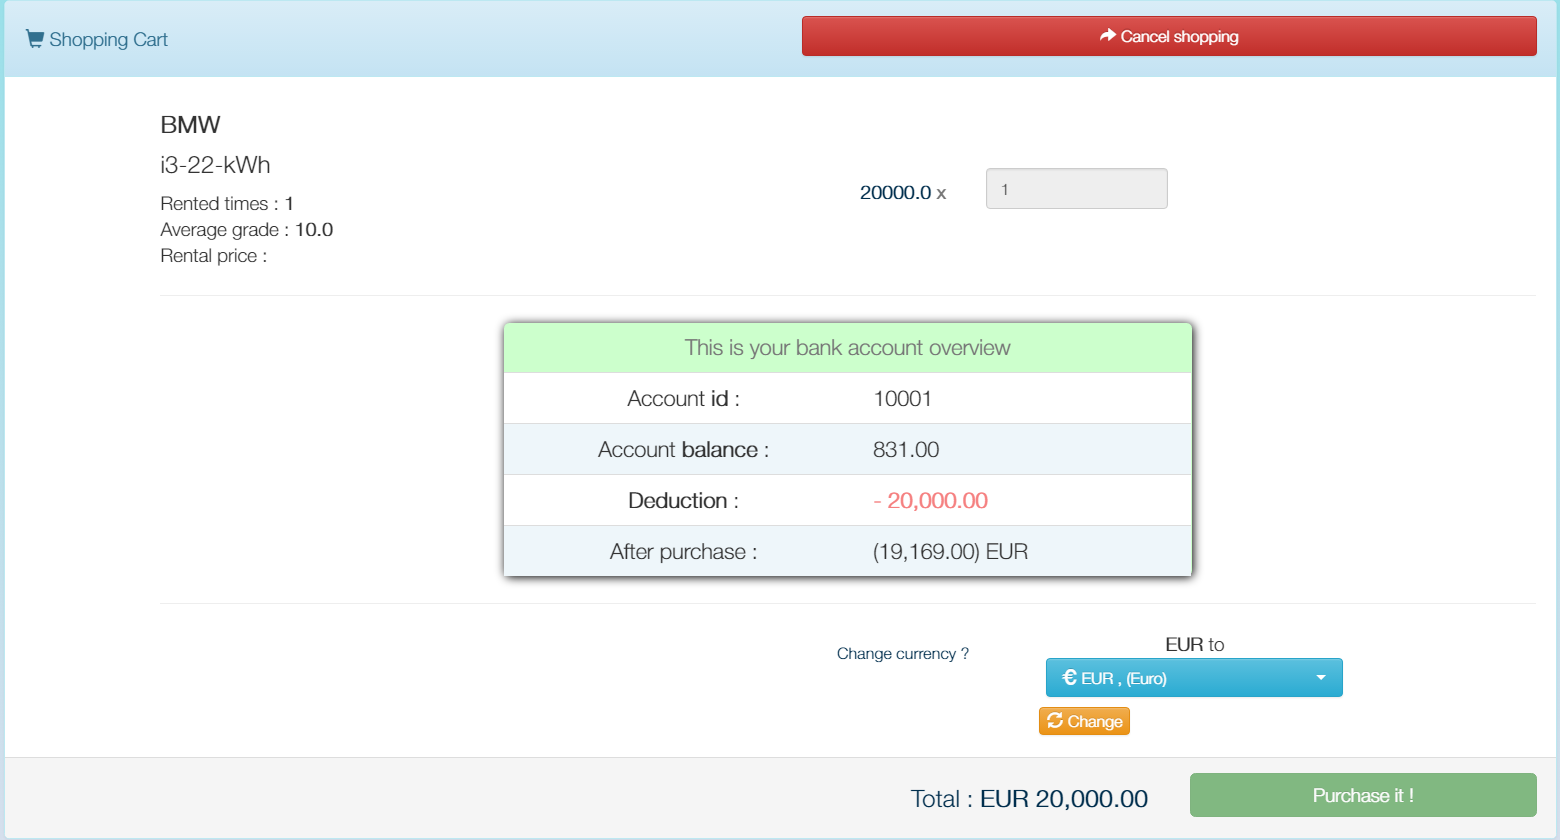 Shopping Cart
Cancel shopping
BMW
i3-22-kWh
Rented times : 1
Average grade : 10.0
Rental price :
20000.0 x 1
This is your bank account overview
Account id : 10001
Account balance : 831.00
Deduction : - 20,000.00
After purchase : (19,169.00) EUR
Change currency ?
EUR to
€ EUR , (Euro)
Change
Total : EUR 20,000.00
Purchase it !